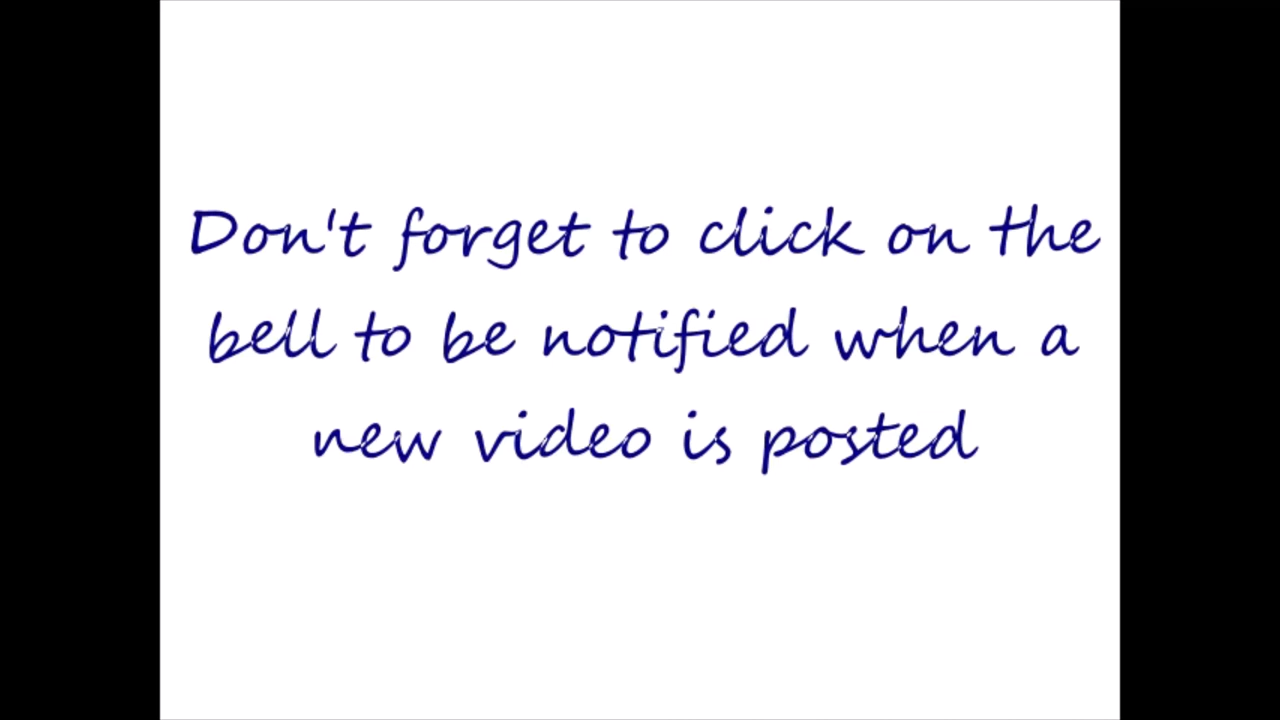 Don't forget to click on the
bell to be notified when a
new video is posted